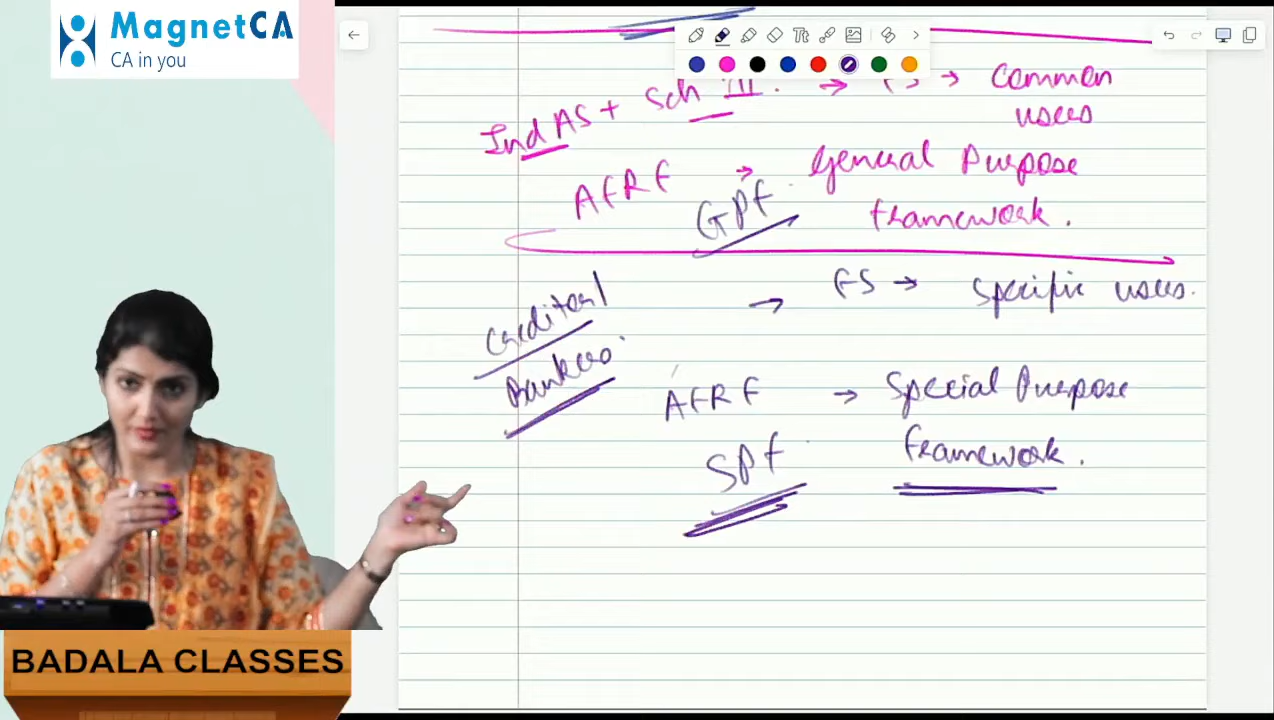 MagnetCA
CA in you
Ind AS + Sch III. → FS → Common
users
AFRF → General Purpose
GPF. framework.
Creditors/ → FS → Specific users.
Bankers.
AFRF → Special Purpose
SPF. framework.
BADALA CLASSES